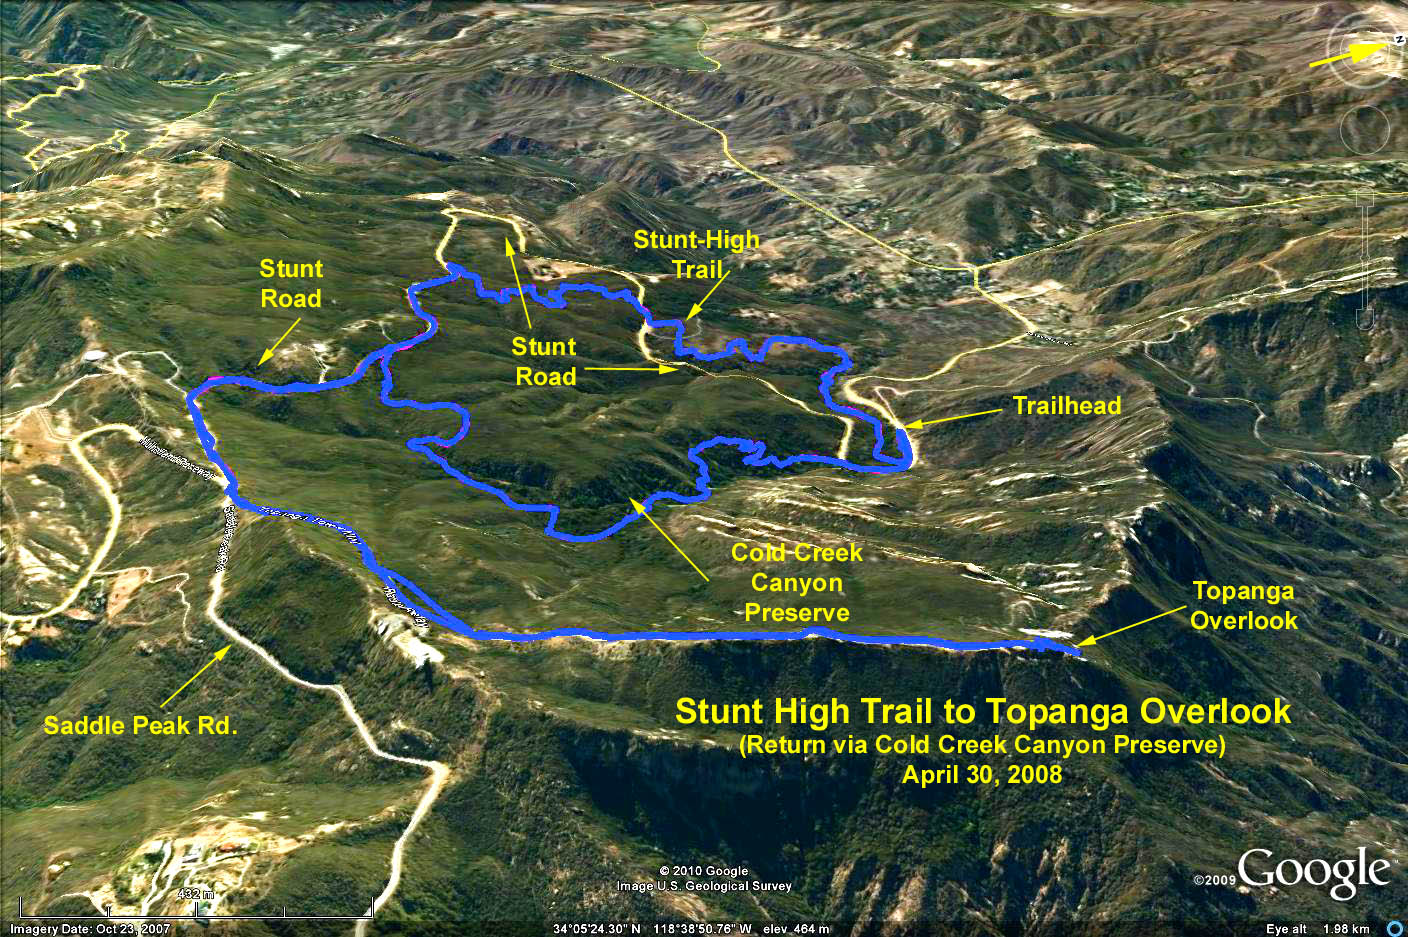 N
Stunt-High
Trail
Stunt
Road
Stunt
Road
Trailhead
Cold Creek
Canyon
Preserve
Topanga
Overlook
Saddle Peak Rd.
Stunt High Trail to Topanga Overlook
(Return via Cold Creek Canyon Preserve)
April 30, 2008
© 2010 Google
Image U.S. Geological Survey
©2009 Google™
432 m
Imagery Date: Oct 23, 2007
34°05'24.30" N 118°38'50.76" W elev 464 m
Eye alt 1.98 km